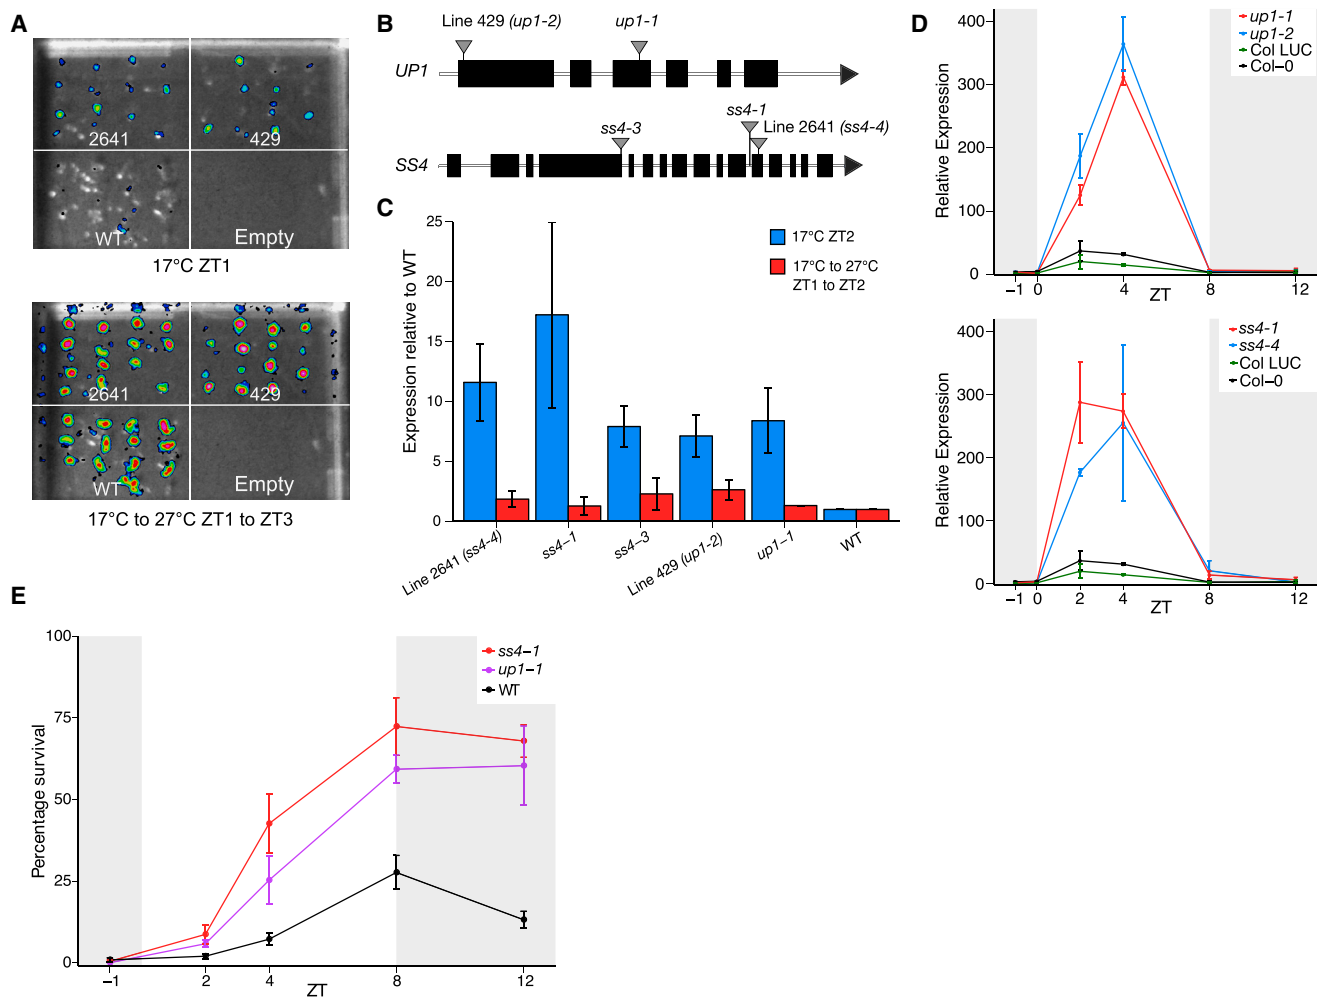 A
2641
429
WT
Empty
17°C ZT1
2641
429
WT
Empty
17°C to 27°C ZT1 to ZT3
B
Line 429 (up1-2)
up1-1
UP1
ss4-3
ss4-1
Line 2641 (ss4-4)
SS4
C
Expression relative to WT
25
20
15
10
5
0
17°C ZT2
17°C to 27°C
ZT1 to ZT2
Line 2641 (ss4-4)
ss4−1
ss4−3
Line 429 (up1-2)
up1−1
WT
D
Relative Expression
400
300
200
100
0
up1-1
up1-2
Col LUC
Col−0
−1 0 4 8 12
ZT
Relative Expression
400
300
200
100
0
ss4-1
ss4-4
Col LUC
Col−0
−1 0 2 4 8 12
ZT
E
Percentage survival
100
75
50
25
0
ss4−1
up1−1
WT
−1 2 4 8 12
ZT